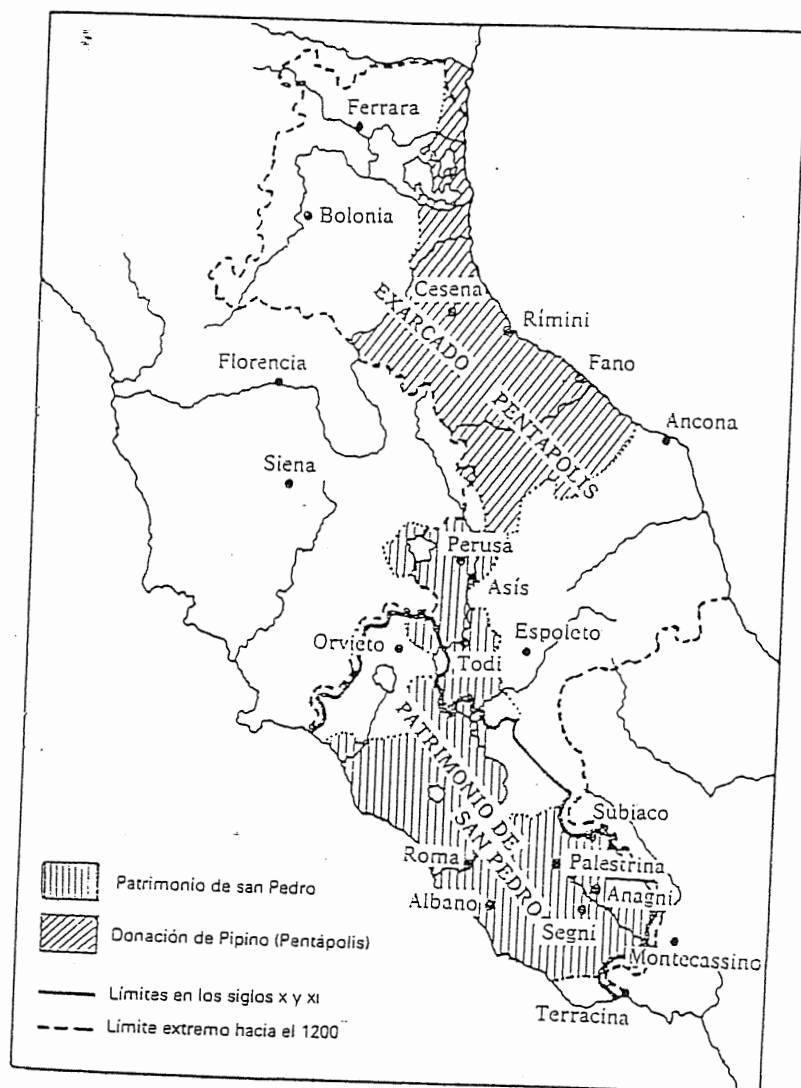 Ferrara
Bolonia
Cesena
EXARCADO
Rímini
Florencia
Fano
PENTÁPOLIS
Ancona
Siena
Perusa
Asís
Orvieto
Espoleto
Todi
PATRIMONIO DE
SAN PEDRO
Subiaco
Roma
Palestrina
Anagni
Albano
Segni
Montecassino
Terracina
Patrimonio de san Pedro
Donación de Pipino (Pentápolis)
Límites en los siglos X y XI
Límite extremo hacia el 1200